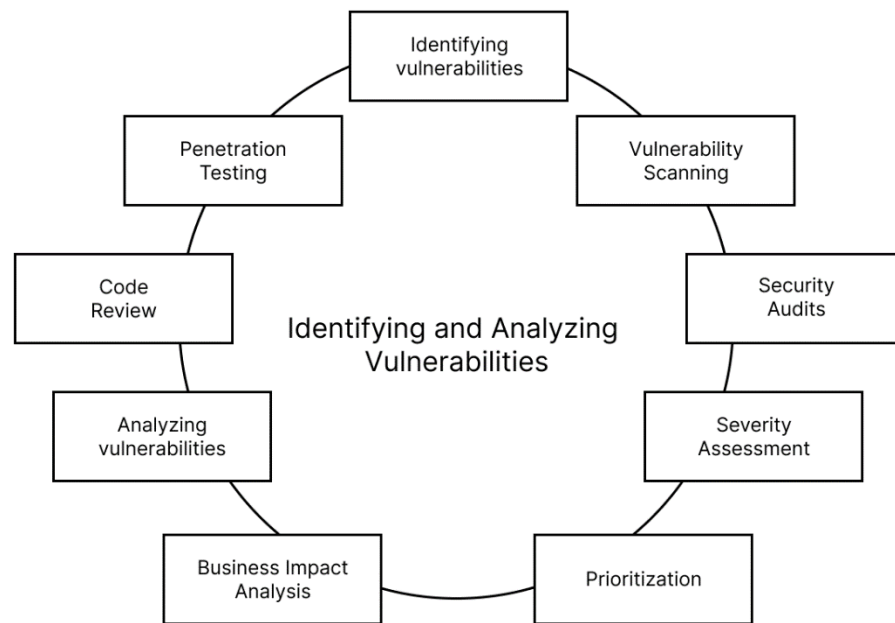 Identifying
vulnerabilities
Penetration
Testing
Vulnerability
Scanning
Code
Review
Security
Audits
Identifying and Analyzing
Vulnerabilities
Analyzing
vulnerabilities
Severity
Assessment
Business Impact
Analysis
Prioritization